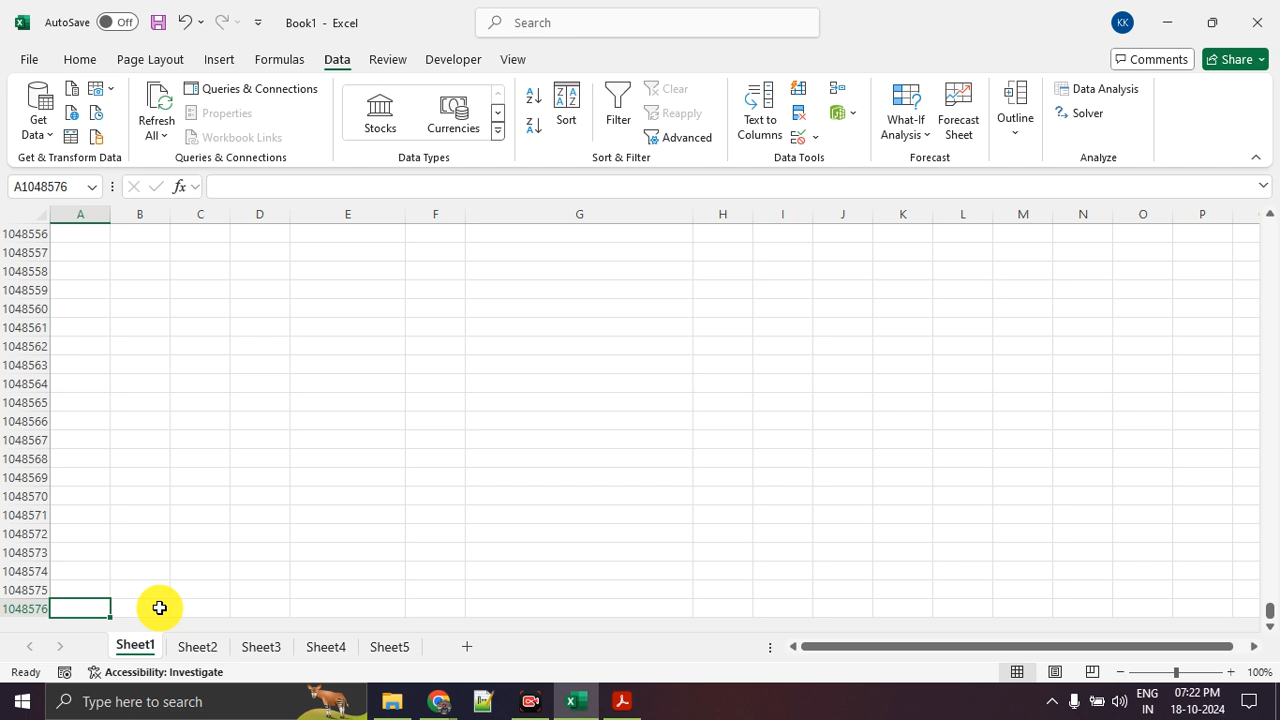 AutoSave Off Book1 - Excel Search KK
File Home Page Layout Insert Formulas Data Review Developer View Comments Share
Get Data Refresh All Queries & Connections Properties Workbook Links Stocks Currencies Sort Filter Clear Reapply Advanced Text to Columns What-If Analysis Forecast Sheet Outline Data Analysis Solver
Get & Transform Data Queries & Connections Data Types Sort & Filter Data Tools Forecast Analyze
A1048576 fx
A B C D E F G H I J K L M N O P
1048556
1048557
1048558
1048559
1048560
1048561
1048562
1048563
1048564
1048565
1048566
1048567
1048568
1048569
1048570
1048571
1048572
1048573
1048574
1048575
1048576
Sheet1 Sheet2 Sheet3 Sheet4 Sheet5
Ready Accessibility: Investigate 100%
Type here to search ENG IN 07:22 PM 18-10-2024